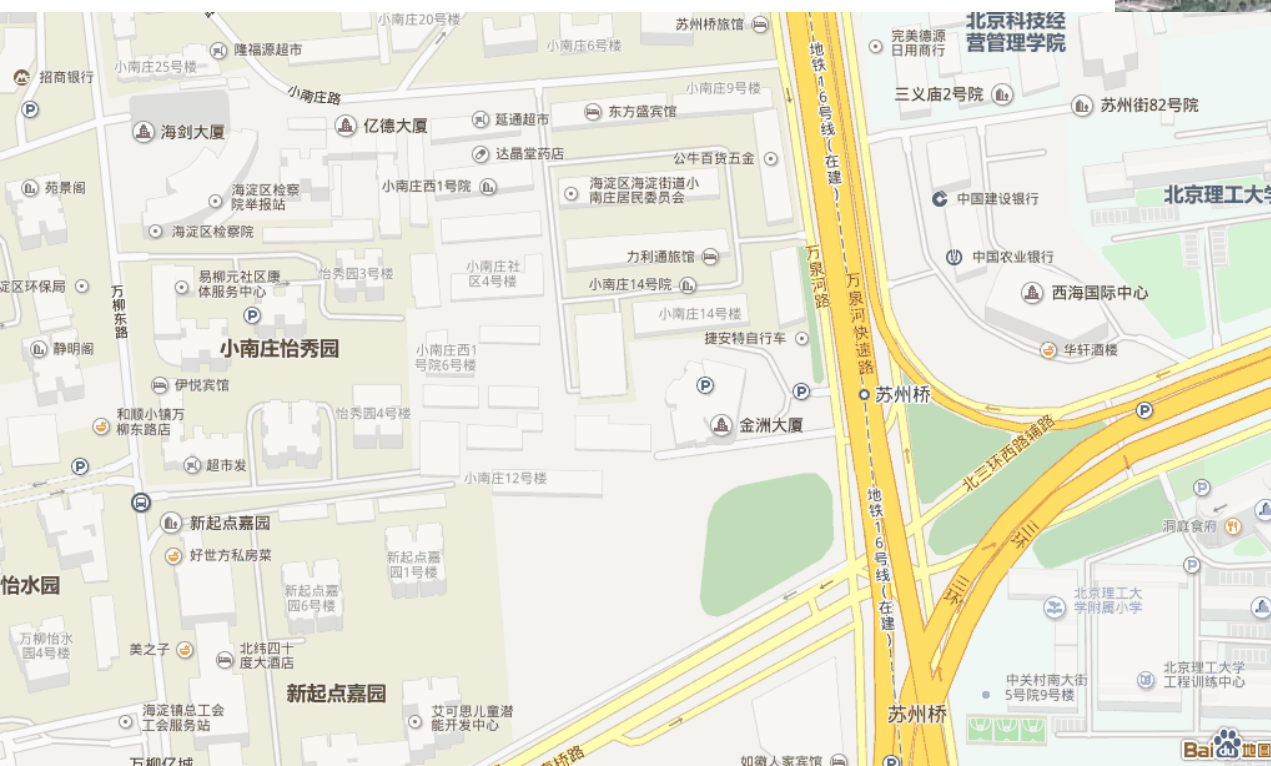 小南庄20号楼
苏州桥旅馆
小南庄6号楼
北京科技经
营管理学院
完美德源
日用商行
隆福源超市
小南庄25号楼
招商银行
P
小南庄路
小南庄9号楼
地铁16号线(在建)
三义庙2号院
苏州街82号院
海剑大厦
亿德大厦
延通超市
东方盛宾馆
达晶堂药店
公牛百货五金
苑景阁
海淀区检察
院举报站
小南庄西1号院
海淀区海淀街道小
南庄居民委员会
中国建设银行
北京理工大学
海淀区检察院
力利通旅馆
中国农业银行
万泉河路
怡秀园3号楼
小南庄社
区4号楼
易柳元社区康
体服务中心
淀区环保局
小南庄14号院
万柳东路
万泉河快速路
西海国际中心
P
小南庄14号楼
静明阁
小南庄怡秀园
小南庄西1
号院6号楼
捷安特自行车
华轩酒楼
伊悦宾馆
P
P
苏州桥
和顺小镇万
柳东路店
怡秀园4号楼
金洲大厦
P
北三环西路辅路
超市发
P
小南庄12号楼
P
地铁16号线(在建)
新起点嘉园
洞庭食府
三环
好世方私房菜
新起点嘉
园1号楼
P
怡水园
新起点嘉
园6号楼
三环
北京理工大
学附属小学
万柳怡水
园4号楼
美之子
北纬四十
度大酒店
北京理工大学
工程训练中心
中关村南大街
5号院9号楼
新起点嘉园
苏州桥
海淀镇总工会
工会服务站
艾可思儿童潜
能开发中心
Bai du 地图
万柳亿城
桥路
如徽人家宾馆
P